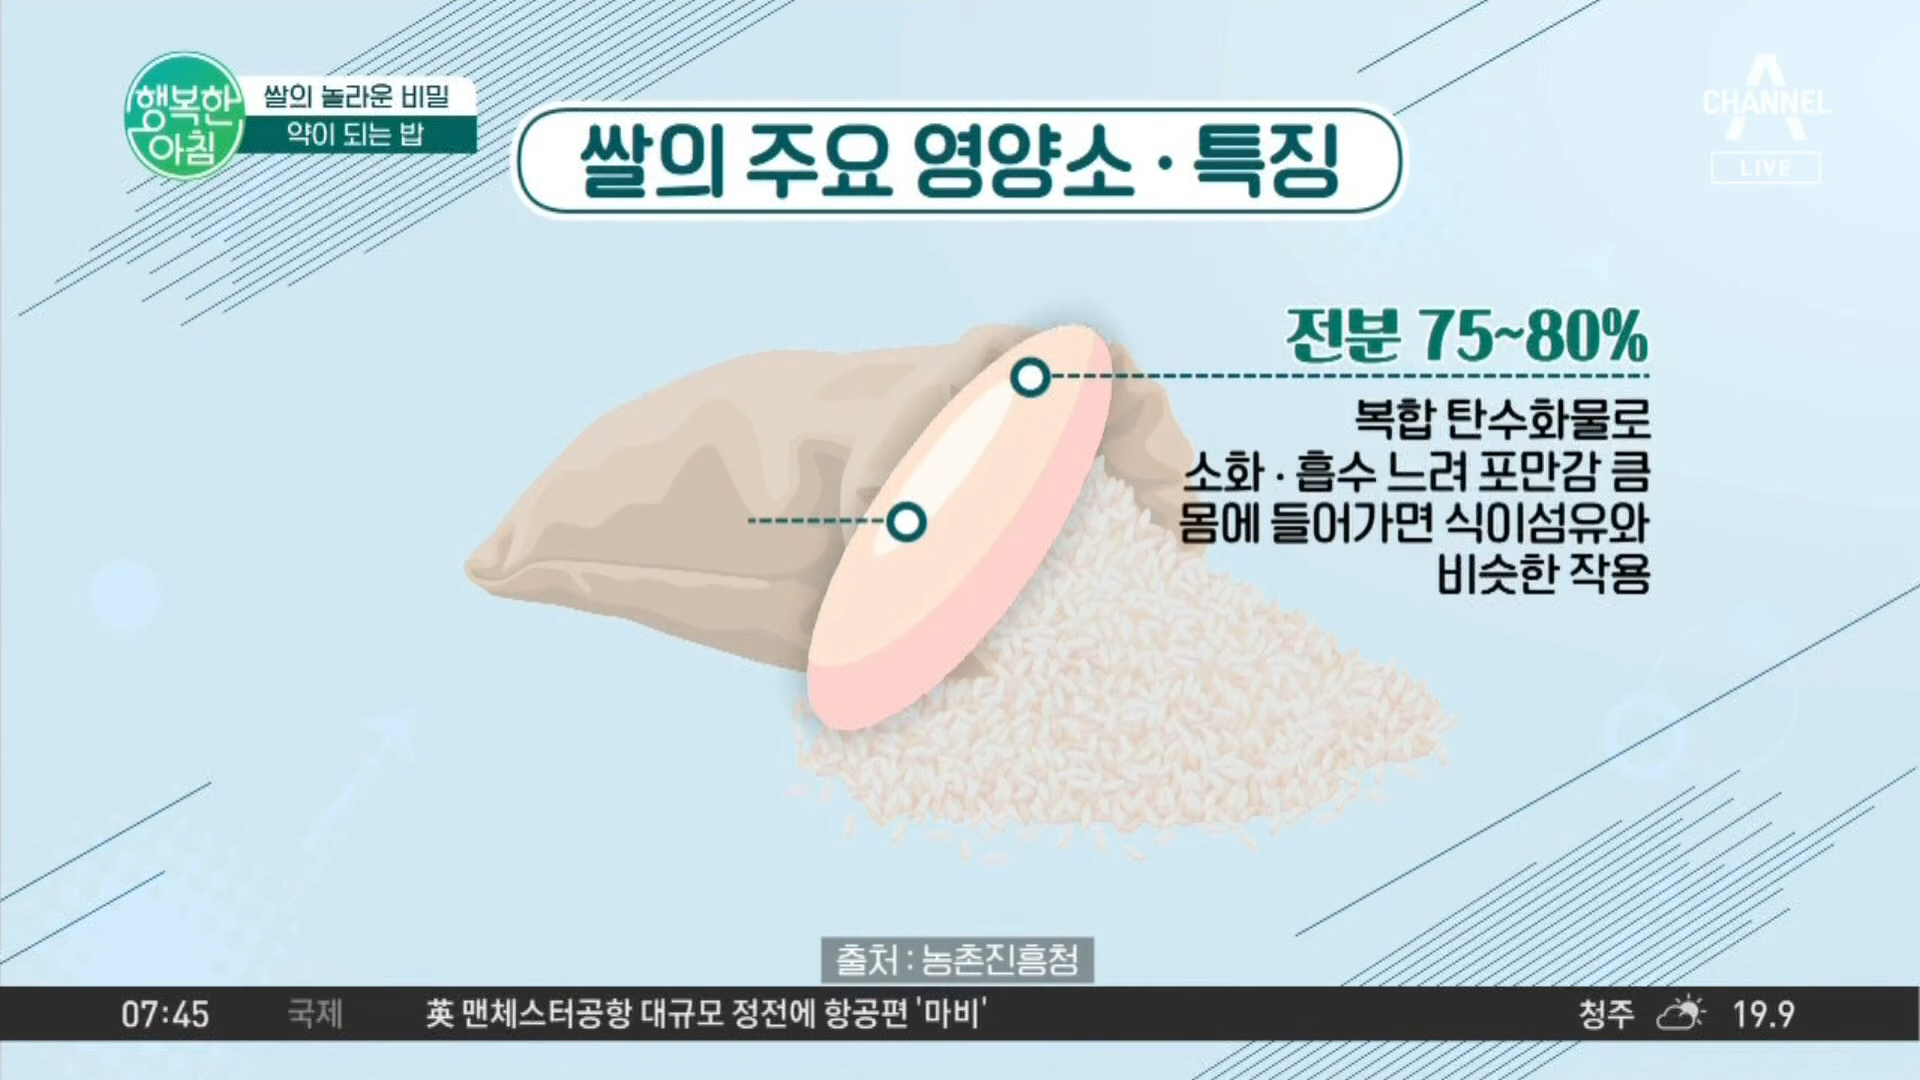 행복한
아침
쌀의 놀라운 비밀
약이 되는 밥
쌀의 주요 영양소·특징
CHANNEL A
LIVE
전분 75~80%
복합 탄수화물로
소화·흡수 느려 포만감 큼
몸에 들어가면 식이섬유와
비슷한 작용
출처 : 농촌진흥청
07:45 국제 英 맨체스터공항 대규모 정전에 항공편 '마비' 청주 19.9